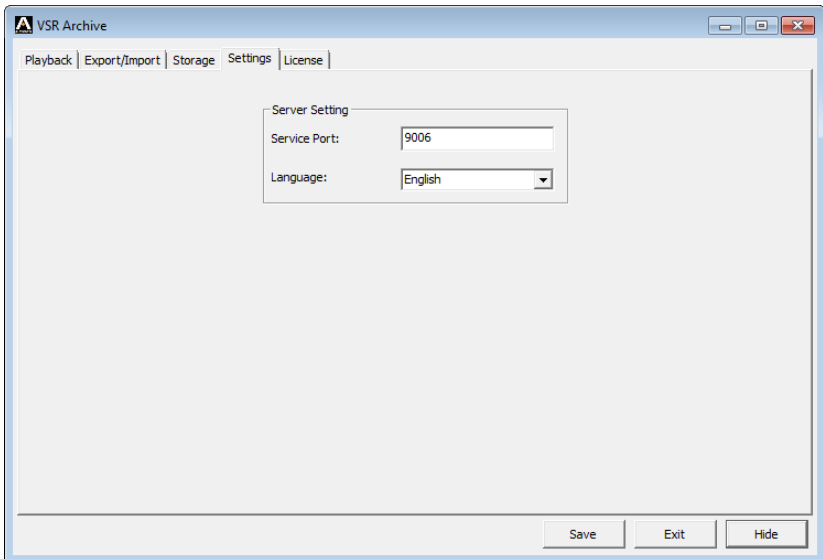 VSR Archive
Playback Export/Import Storage Settings License
Server Setting
Service Port: 9006
Language: English
Save Exit Hide